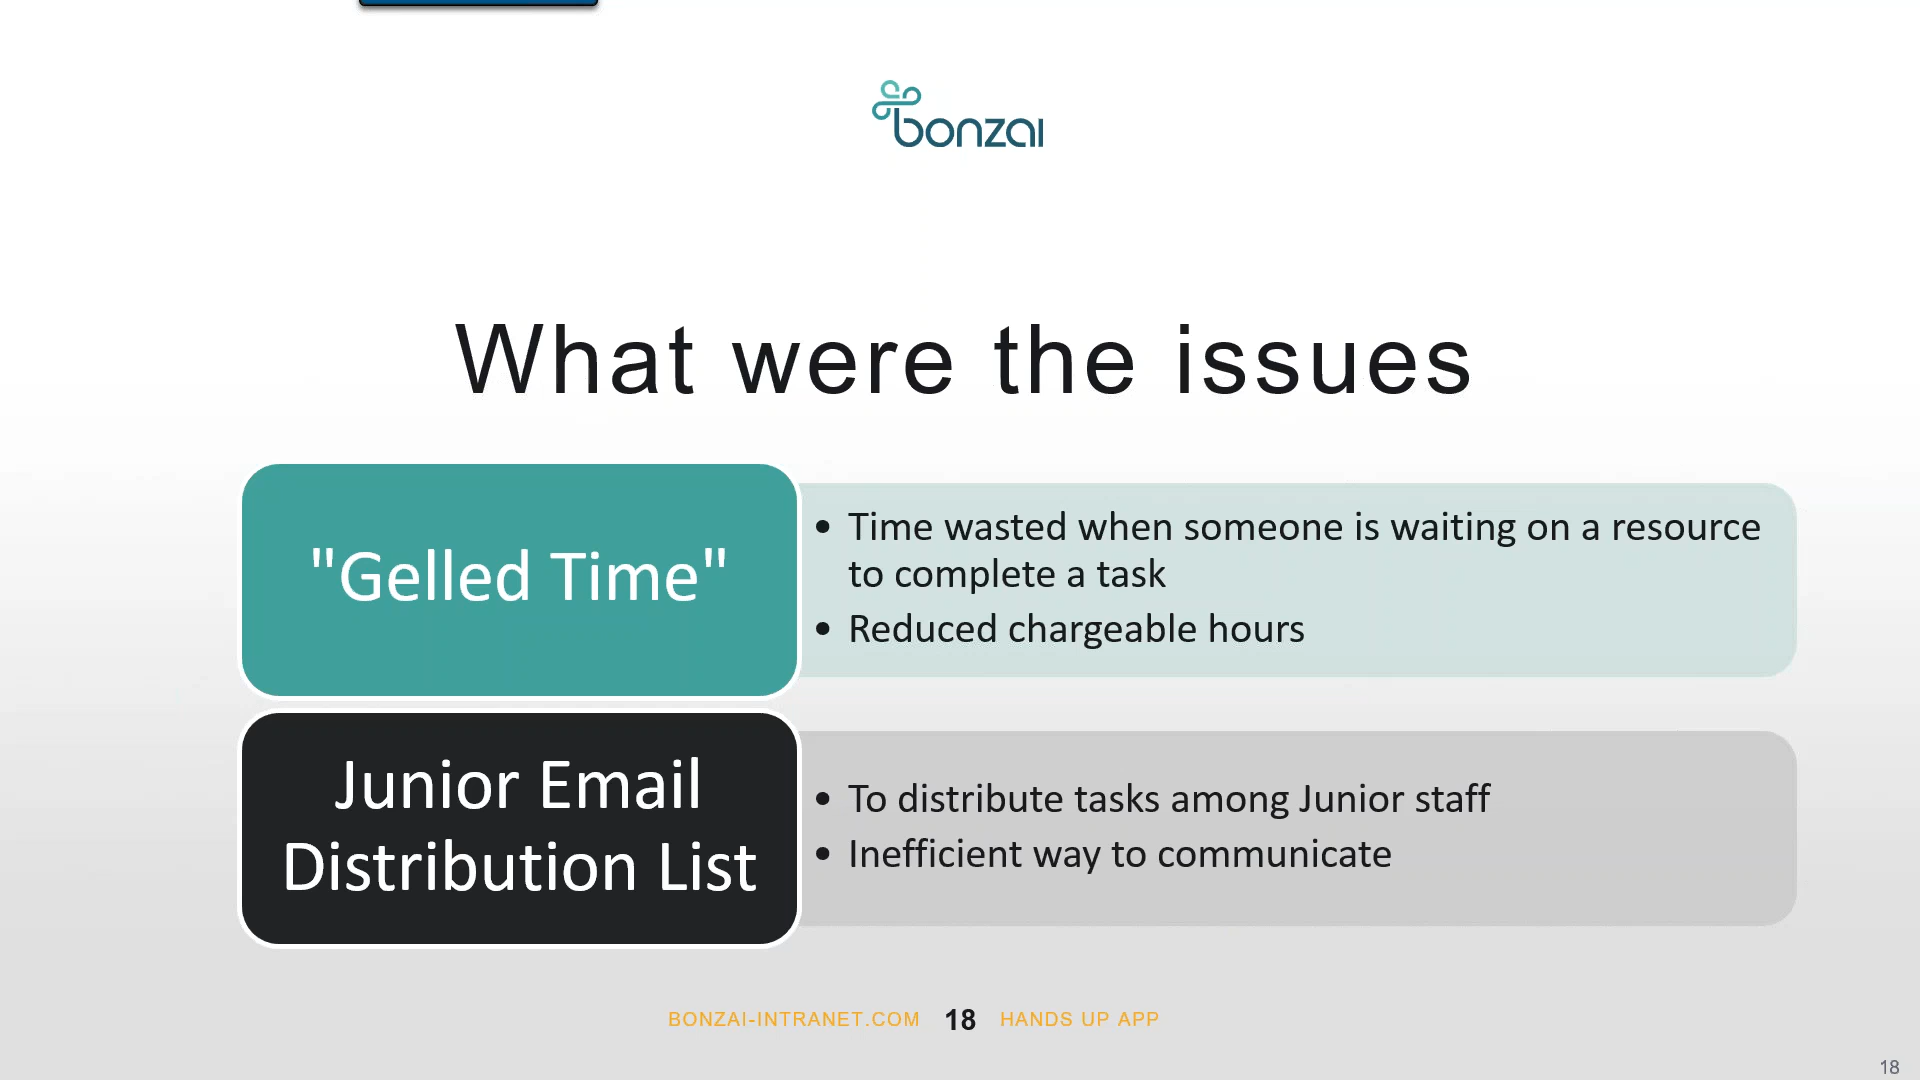 bonzai
What were the issues
"Gelled Time"
• Time wasted when someone is waiting on a resource
to complete a task
• Reduced chargeable hours
Junior Email
Distribution List
• To distribute tasks among Junior staff
• Inefficient way to communicate
BONZAI-INTRANET.COM 18 HANDS UP APP
18